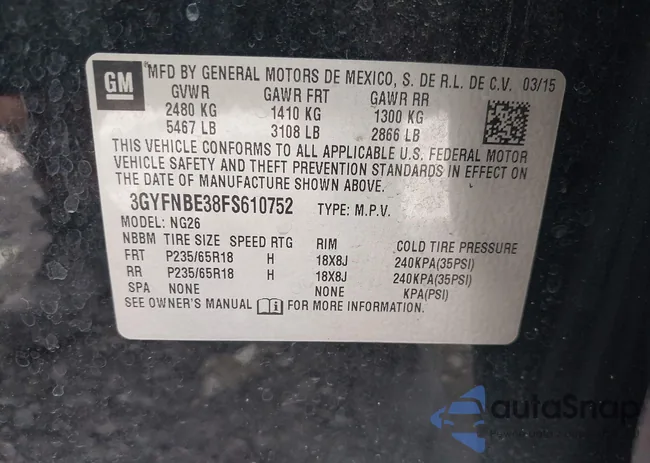 GM
MFD BY GENERAL MOTORS DE MEXICO, S. DE R.L. DE C.V. 03/15
GVWR GAWR FRT GAWR RR
2480 KG 1410 KG 1300 KG
5467 LB 3108 LB 2866 LB
THIS VEHICLE CONFORMS TO ALL APPLICABLE U.S. FEDERAL MOTOR
VEHICLE SAFETY AND THEFT PREVENTION STANDARDS IN EFFECT ON
THE DATE OF MANUFACTURE SHOWN ABOVE.
3GYFNBE38FS610752 TYPE: M.P.V.
MODEL: NG26
NBBM TIRE SIZE SPEED RTG RIM COLD TIRE PRESSURE
FRT P235/65R18 H 18X8J 240KPA(35PSI)
RR P235/65R18 H 18X8J 240KPA(35PSI)
SPA NONE NONE KPA(PSI)
SEE OWNER'S MANUAL FOR MORE INFORMATION.
autoSnap